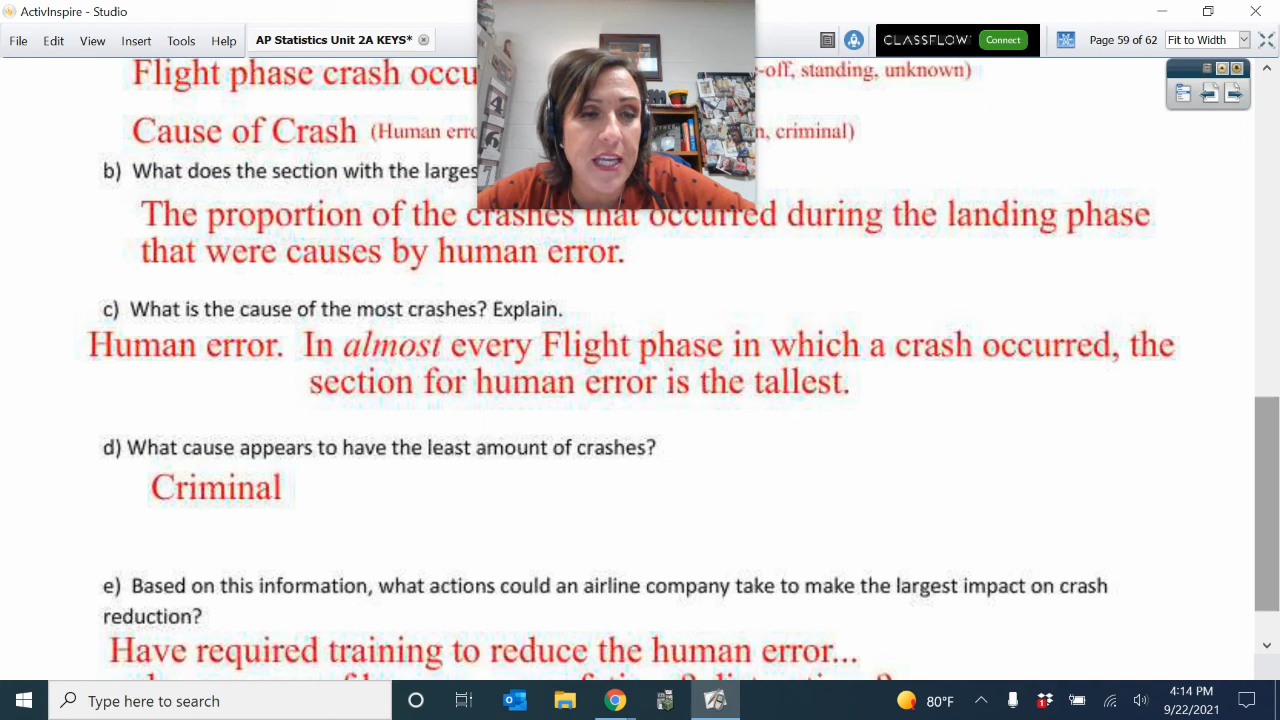 ActivInspire - Studio
File Edit View Insert Tools Help AP Statistics Unit 2A KEYS* CLASSFLOW Connect Page 59 of 62 Fit to Width
Flight phase crash occu -off, standing, unknown)
Cause of Crash (Human erro n, criminal)
b) What does the section with the larges
The proportion of the crashes that occurred during the landing phase
that were causes by human error.
c) What is the cause of the most crashes? Explain.
Human error. In almost every Flight phase in which a crash occurred, the
section for human error is the tallest.
d) What cause appears to have the least amount of crashes?
Criminal
e) Based on this information, what actions could an airline company take to make the largest impact on crash
reduction?
Have required training to reduce the human error...
Type here to search
80°F
4:14 PM
9/22/2021